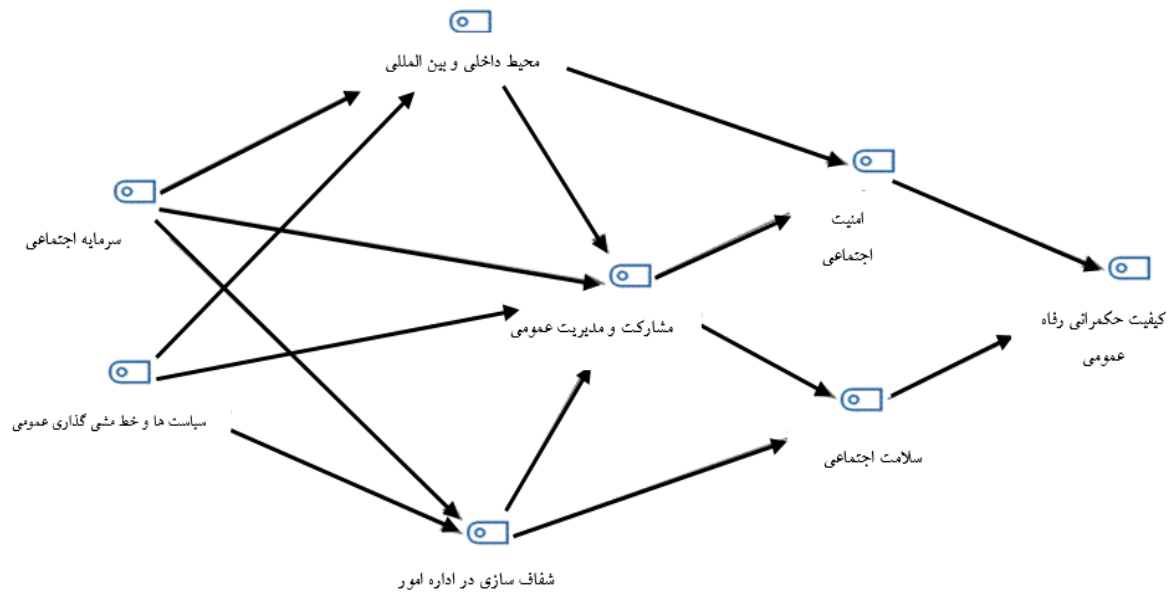 محیط داخلی و بین المللی
سرمایه اجتماعی
امنیت
اجتماعی
مشارکت و مدیریت عمومی
کیفیت حکمرانی رفاه
عمومی
سیاست ها و خط مشی گذاری عمومی
سلامت اجتماعی
شفاف سازی در اداره امور